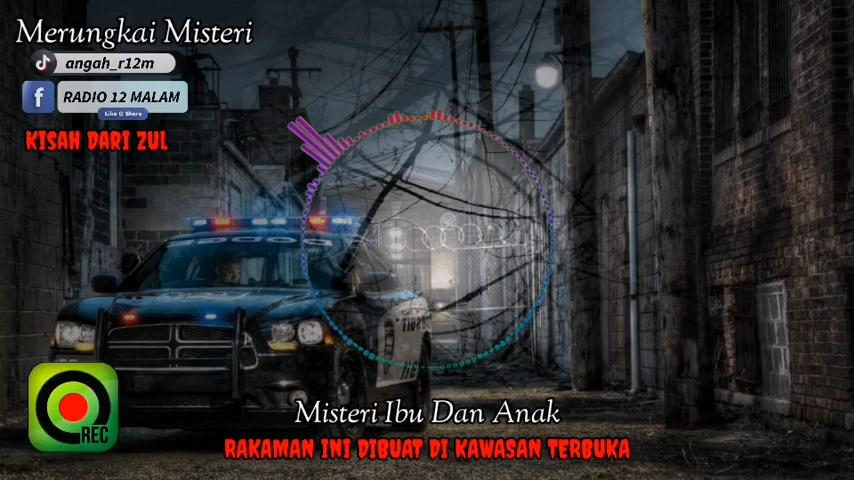 Merungkai Misteri
angah_r12m
f
RADIO 12 MALAM
Like & Share
KISAH DARI ZUL
REC
Misteri Ibu Dan Anak
RAKAMAN INI DIBUAT DI KAWASAN TERBUKA